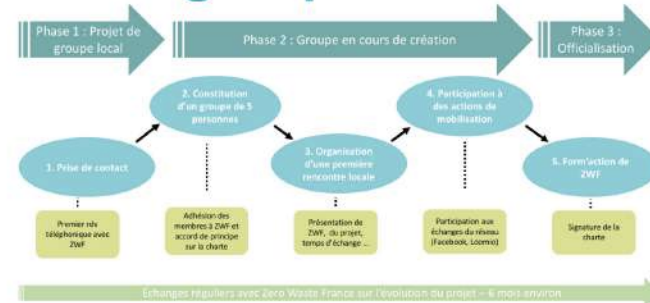 Phase 1 : Projet de
groupe local
Phase 2 : Groupe en cours de création
Phase 3 :
Officialisation
2. Constitution
d'un groupe de 5
personnes
4. Participation à
des actions de
mobilisation
1. Prise de contact
3. Organisation
d'une première
rencontre locale
5. Form'action de
ZWF
Premier rdv
téléphonique avec
ZWF
Adhésion des
membres à ZWF et
accord de principe
sur la charte
Présentation de
ZWF, du projet,
temps d'échange ...
Participation aux
échanges du réseau
(Facebook, Loomio)
Signature de la
charte
Échanges réguliers avec Zero Waste France sur l'évolution du projet – 6 mois environ